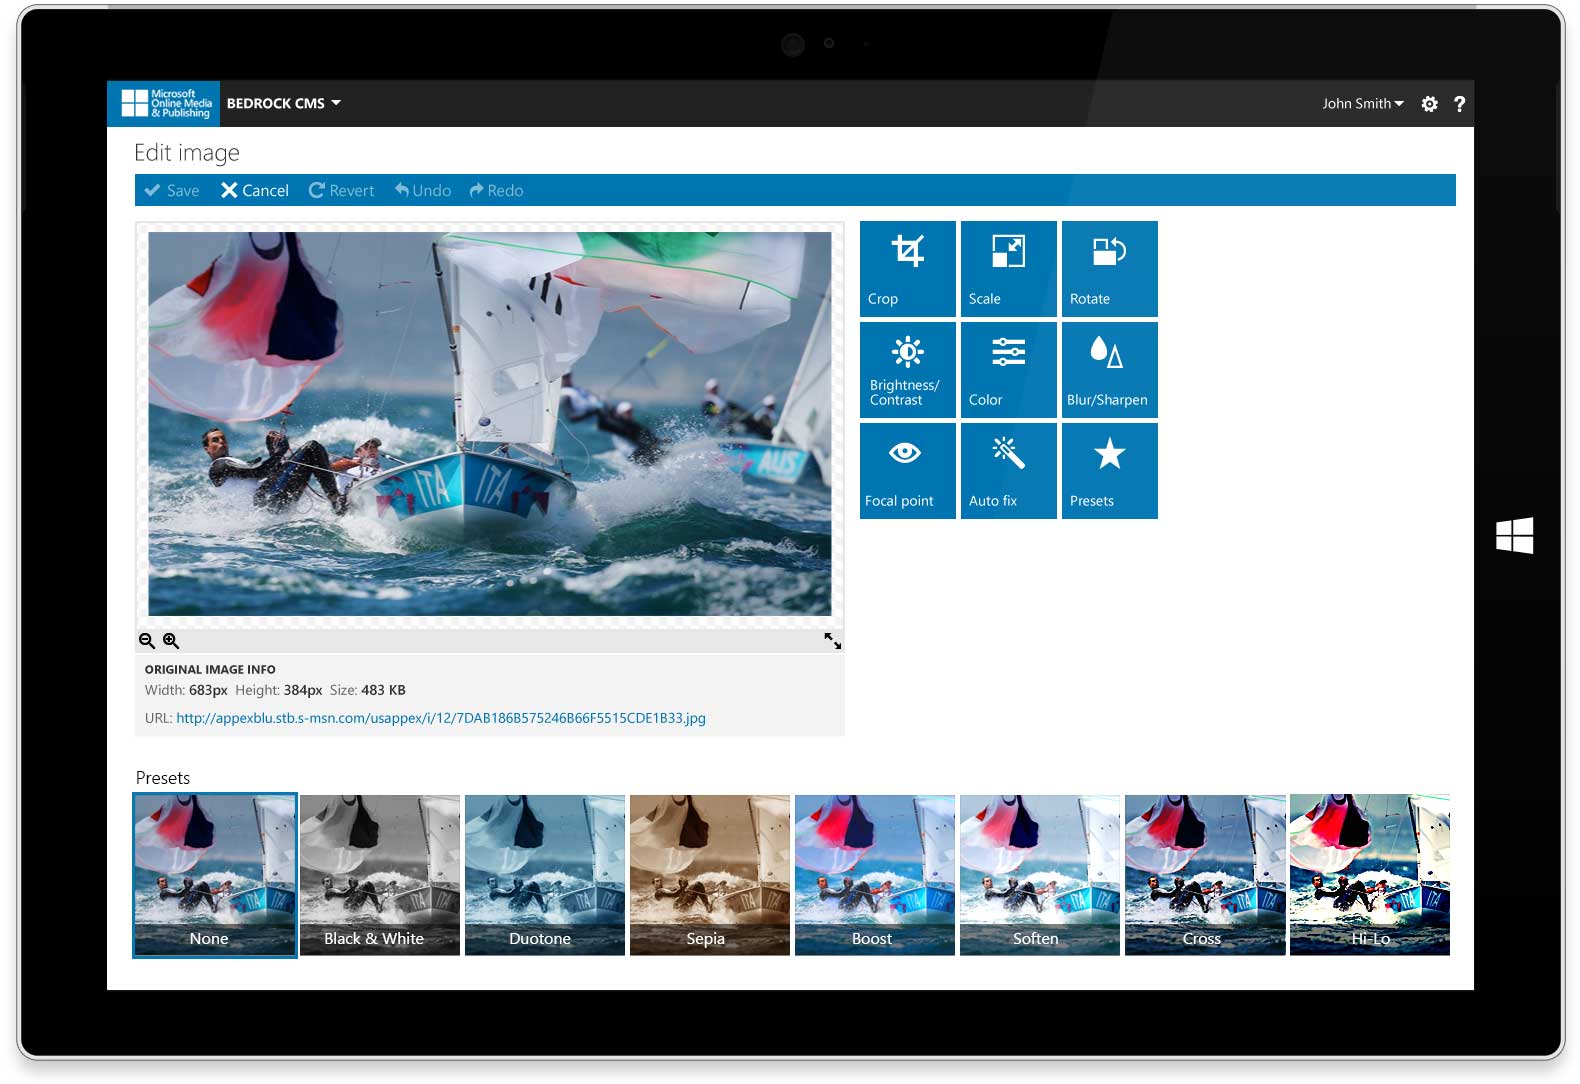 Microsoft
Online Media
& Publishing
BEDROCK CMS
John Smith
?
Edit image
Save
Cancel
Revert
Undo
Redo
Crop
Scale
Rotate
Brightness/
Contrast
Color
Blur/Sharpen
Focal point
Auto fix
Presets
ITA
ITA
AUS
ORIGINAL IMAGE INFO
Width: 683px Height: 384px Size: 483 KB
URL: http://appexblu.stb.s-msn.com/usappex/i/12/7DAB186B575246B66F5515CDE1B33.jpg
Presets
None
Black & White
Duotone
Sepia
Boost
Soften
Cross
Hi-Lo